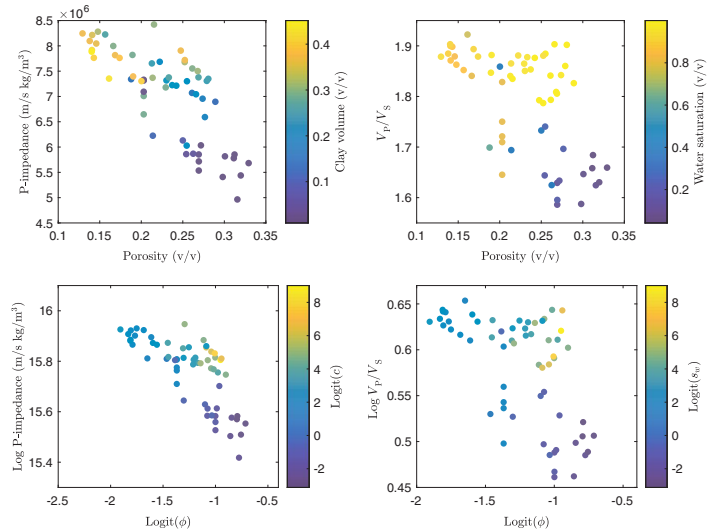 × 10⁶
8.5
8
7.5
7
6.5
6
5.5
5
4.5
0.1 0.15 0.2 0.25 0.3 0.35
Porosity (v/v)
P-impedance (m/s kg/m³)
0.4
0.3
0.2
0.1
Clay volume (v/v)
1.9
1.8
1.7
1.6
0.1 0.15 0.2 0.25 0.3 0.35
Porosity (v/v)
V_P/V_S
0.8
0.6
0.4
0.2
Water saturation (v/v)
16
15.8
15.6
15.4
-2.5 -2 -1.5 -1 -0.5
Logit(ϕ)
Log P-impedance (m/s kg/m³)
8
6
4
2
0
-2
Logit(c)
0.65
0.6
0.55
0.5
0.45
-2 -1.5 -1 -0.5
Logit(ϕ)
Log V_P/V_S
8
6
4
2
0
-2
Logit(s_w)